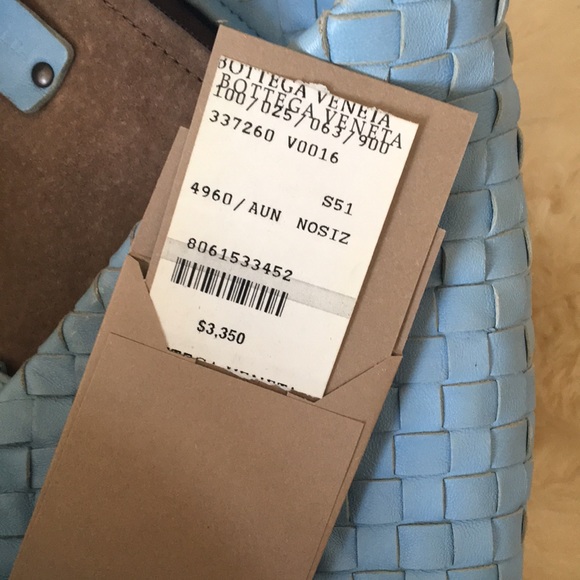 BOTTEGA VENETA
BOTTEGA VENETA
100/025/063/900
337260 V0016
S51
4960/AUN NOSIZ
8061533452
$3,350